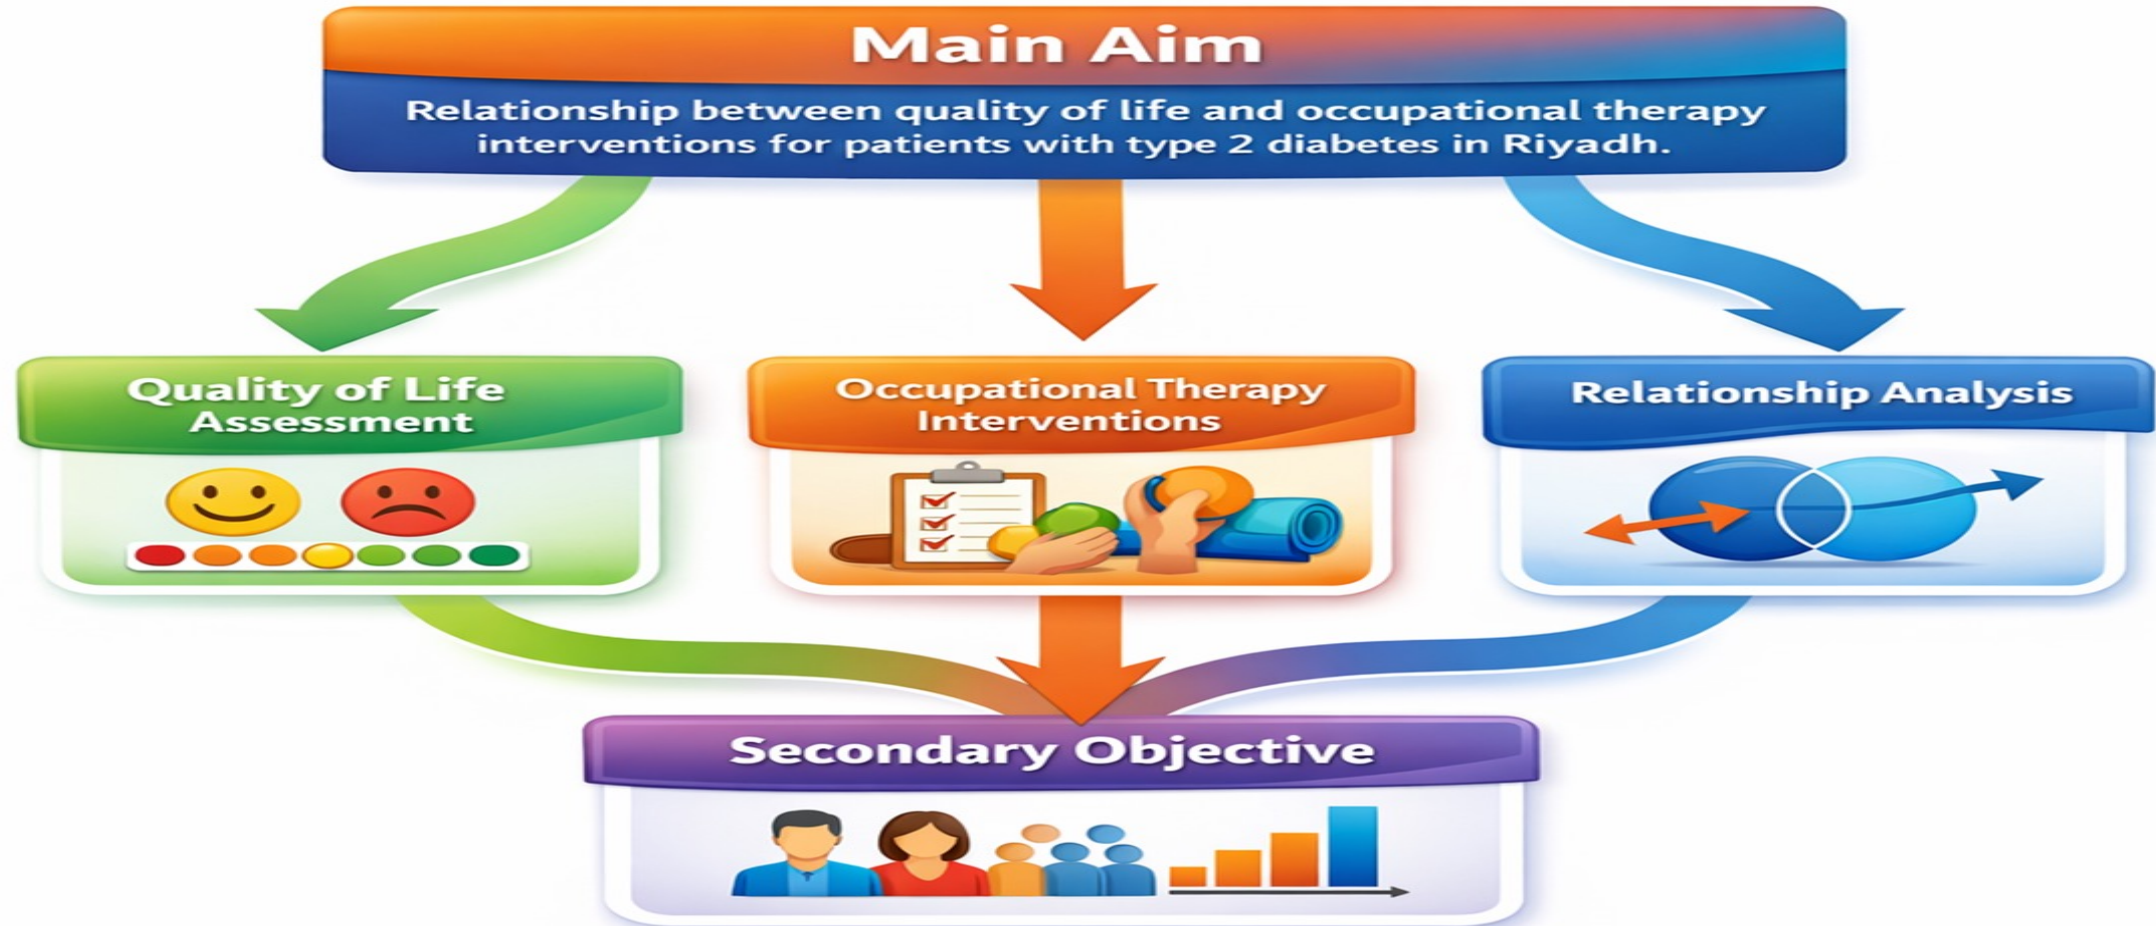 Main Aim
Relationship between quality of life and occupational therapy
interventions for patients with type 2 diabetes in Riyadh.
Quality of Life
Assessment
Occupational Therapy
Interventions
Relationship Analysis
Secondary Objective